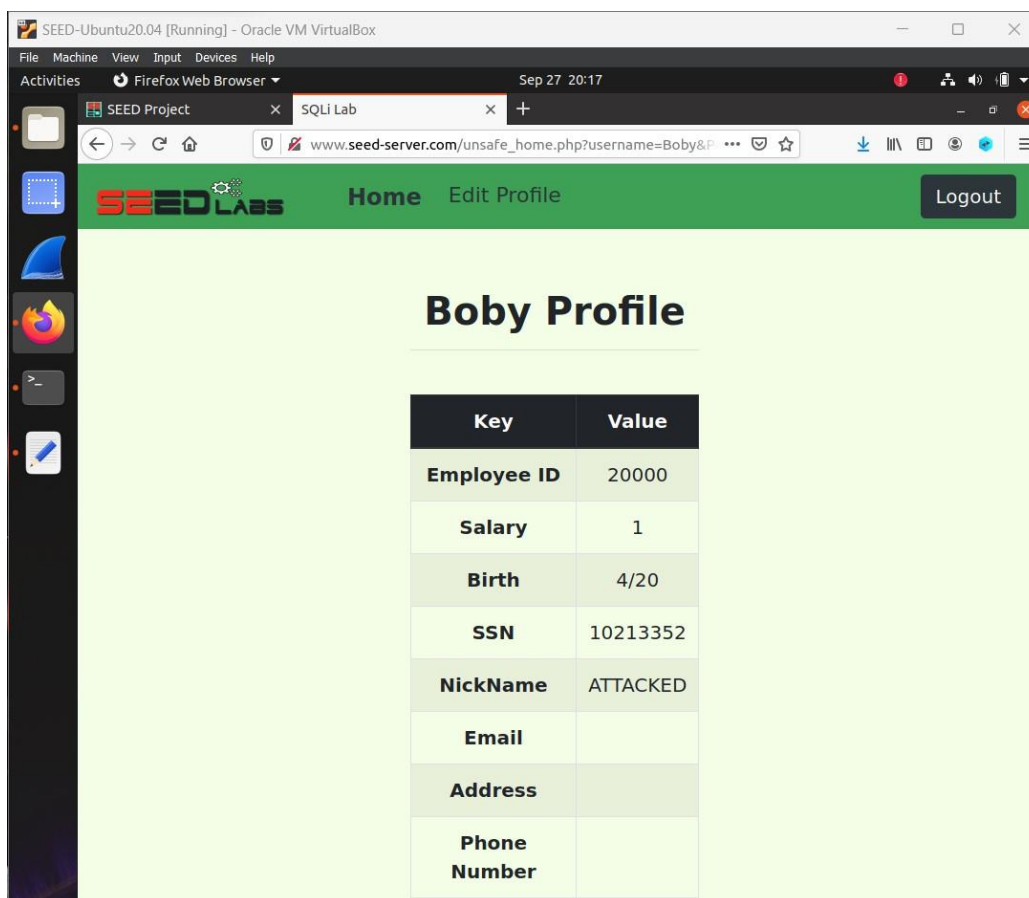 SEED-Ubuntu20.04 [Running] - Oracle VM VirtualBox
File Machine View Input Devices Help
Activities Firefox Web Browser Sep 27 20:17
SEED Project SQLi Lab
www.seed-server.com/unsafe_home.php?username=Boby&P
SEEDLABS Home Edit Profile Logout
Boby Profile
Key Value
Employee ID 20000
Salary 1
Birth 4/20
SSN 10213352
NickName ATTACKED
Email
Address
Phone
Number